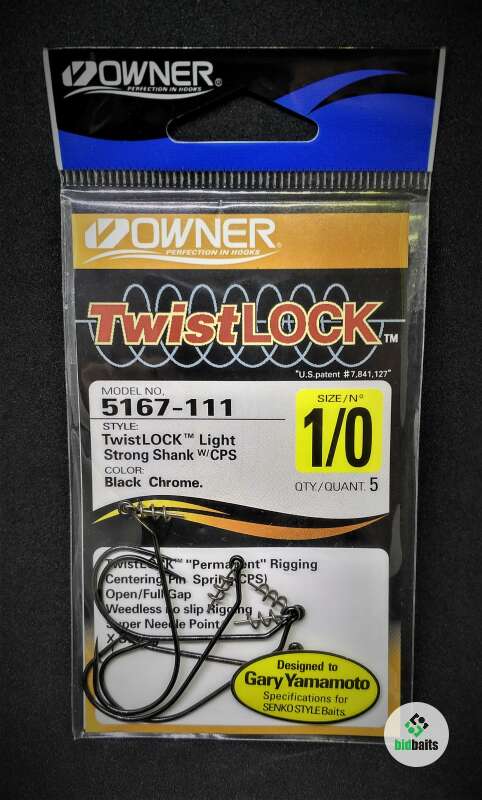 OWNER®
PERFECTION IN HOOKS
OWNER®
PERFECTION IN HOOKS
TwistLOCK™
"U.S.patent #7,841,127"
MODEL NO.
5167-111
STYLE:
TwistLOCK™ Light
Strong Shank W/CPS
COLOR:
Black Chrome.
SIZE/Nº
1/0
QTY./QUANT. 5
TwistLOCK™ "Permanent" Rigging
Centering Pin Spring (CPS)
Open/Full Gap
Weedless no slip Rigging
Super Needle Point
Designed to
Gary Yamamoto
Specifications for
SENKO STYLE Baits.
bidbaits